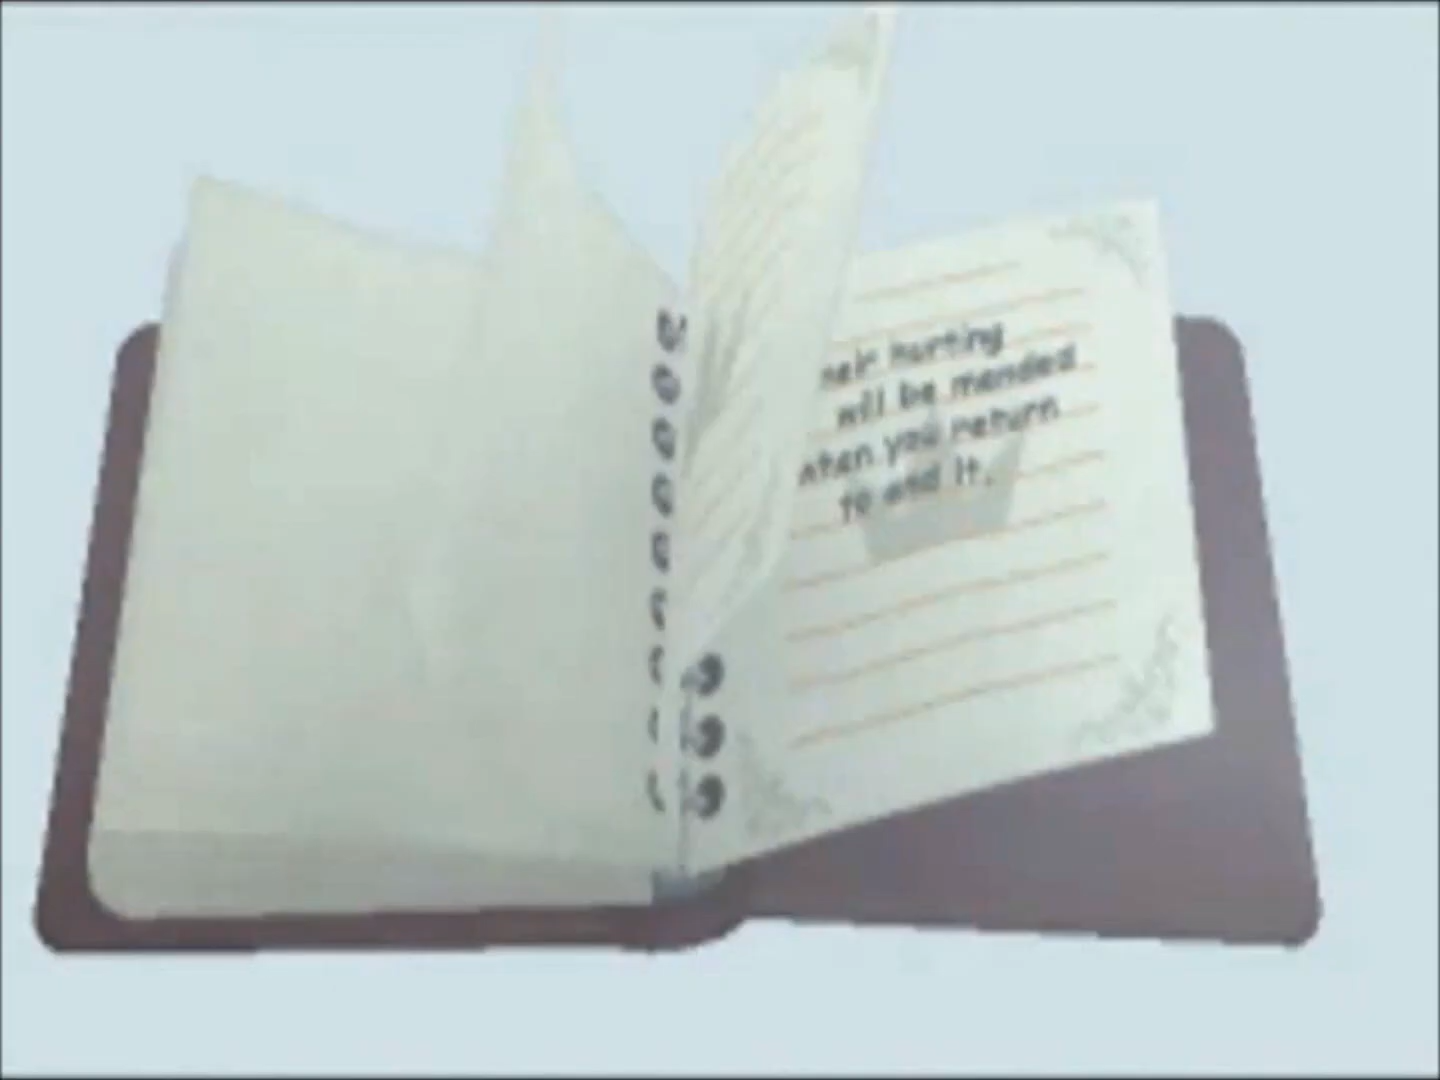 heir hurting
will be mended
when you return
to end it.